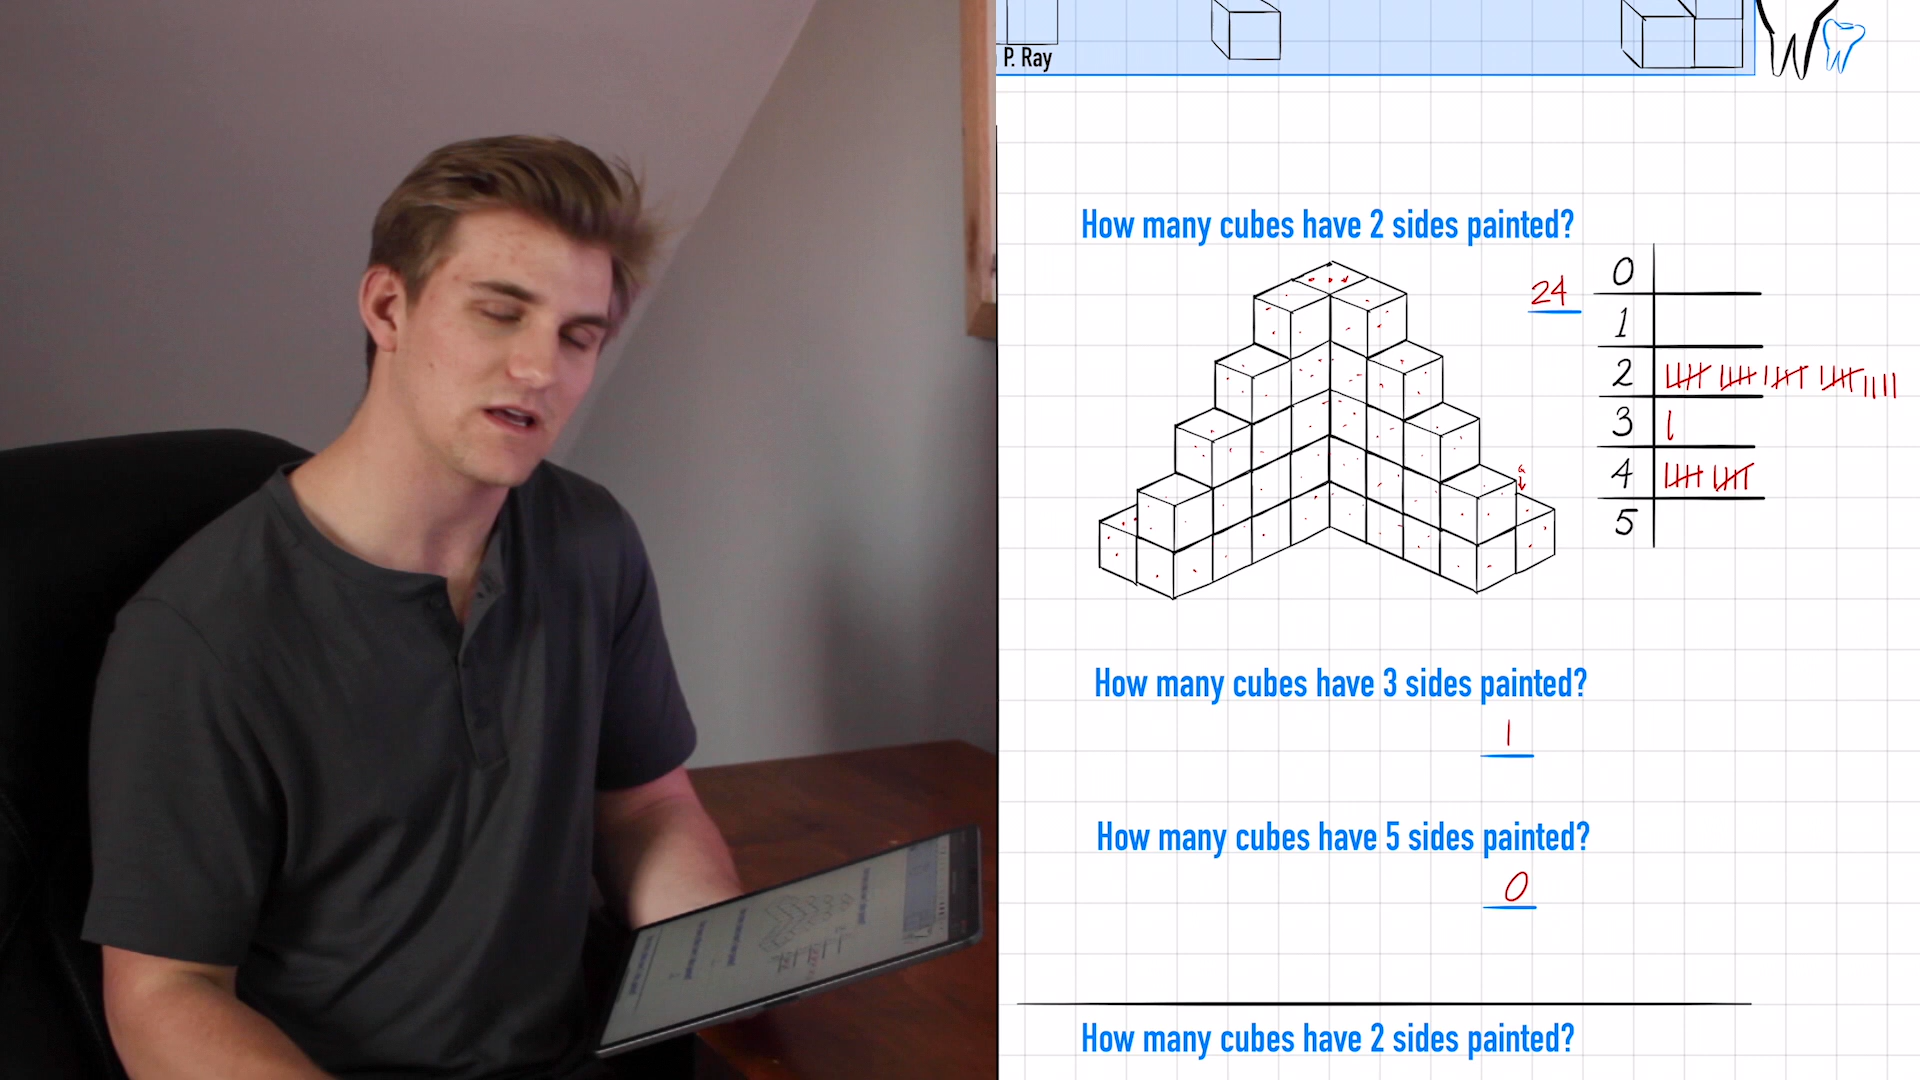 P. Ray
How many cubes have 2 sides painted?
24
0
1
2
3
4
5
How many cubes have 3 sides painted?
1
How many cubes have 5 sides painted?
0
How many cubes have 2 sides painted?